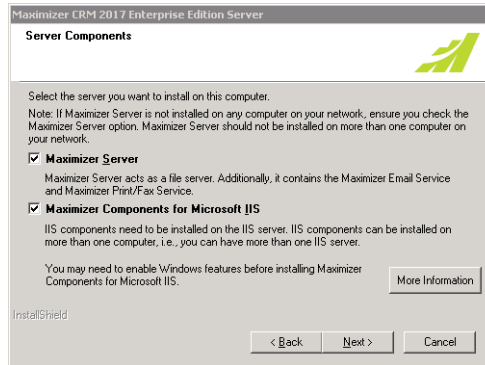 Maximizer CRM 2017 Enterprise Edition Server
Server Components
Select the server you want to install on this computer.
Note: If Maximizer Server is not installed on any computer on your network, ensure you check the
Maximizer Server option. Maximizer Server should not be installed on more than one computer on
your network.
Maximizer Server
Maximizer Server acts as a file server. Additionally, it contains the Maximizer Email Service
and Maximizer Print/Fax Service.
Maximizer Components for Microsoft IIS
IIS components need to be installed on the IIS server. IIS components can be installed on
more than one computer, i.e., you can have more than one IIS server.
You may need to enable Windows features before installing Maximizer
Components for Microsoft IIS.
More Information
InstallShield
< Back
Next >
Cancel